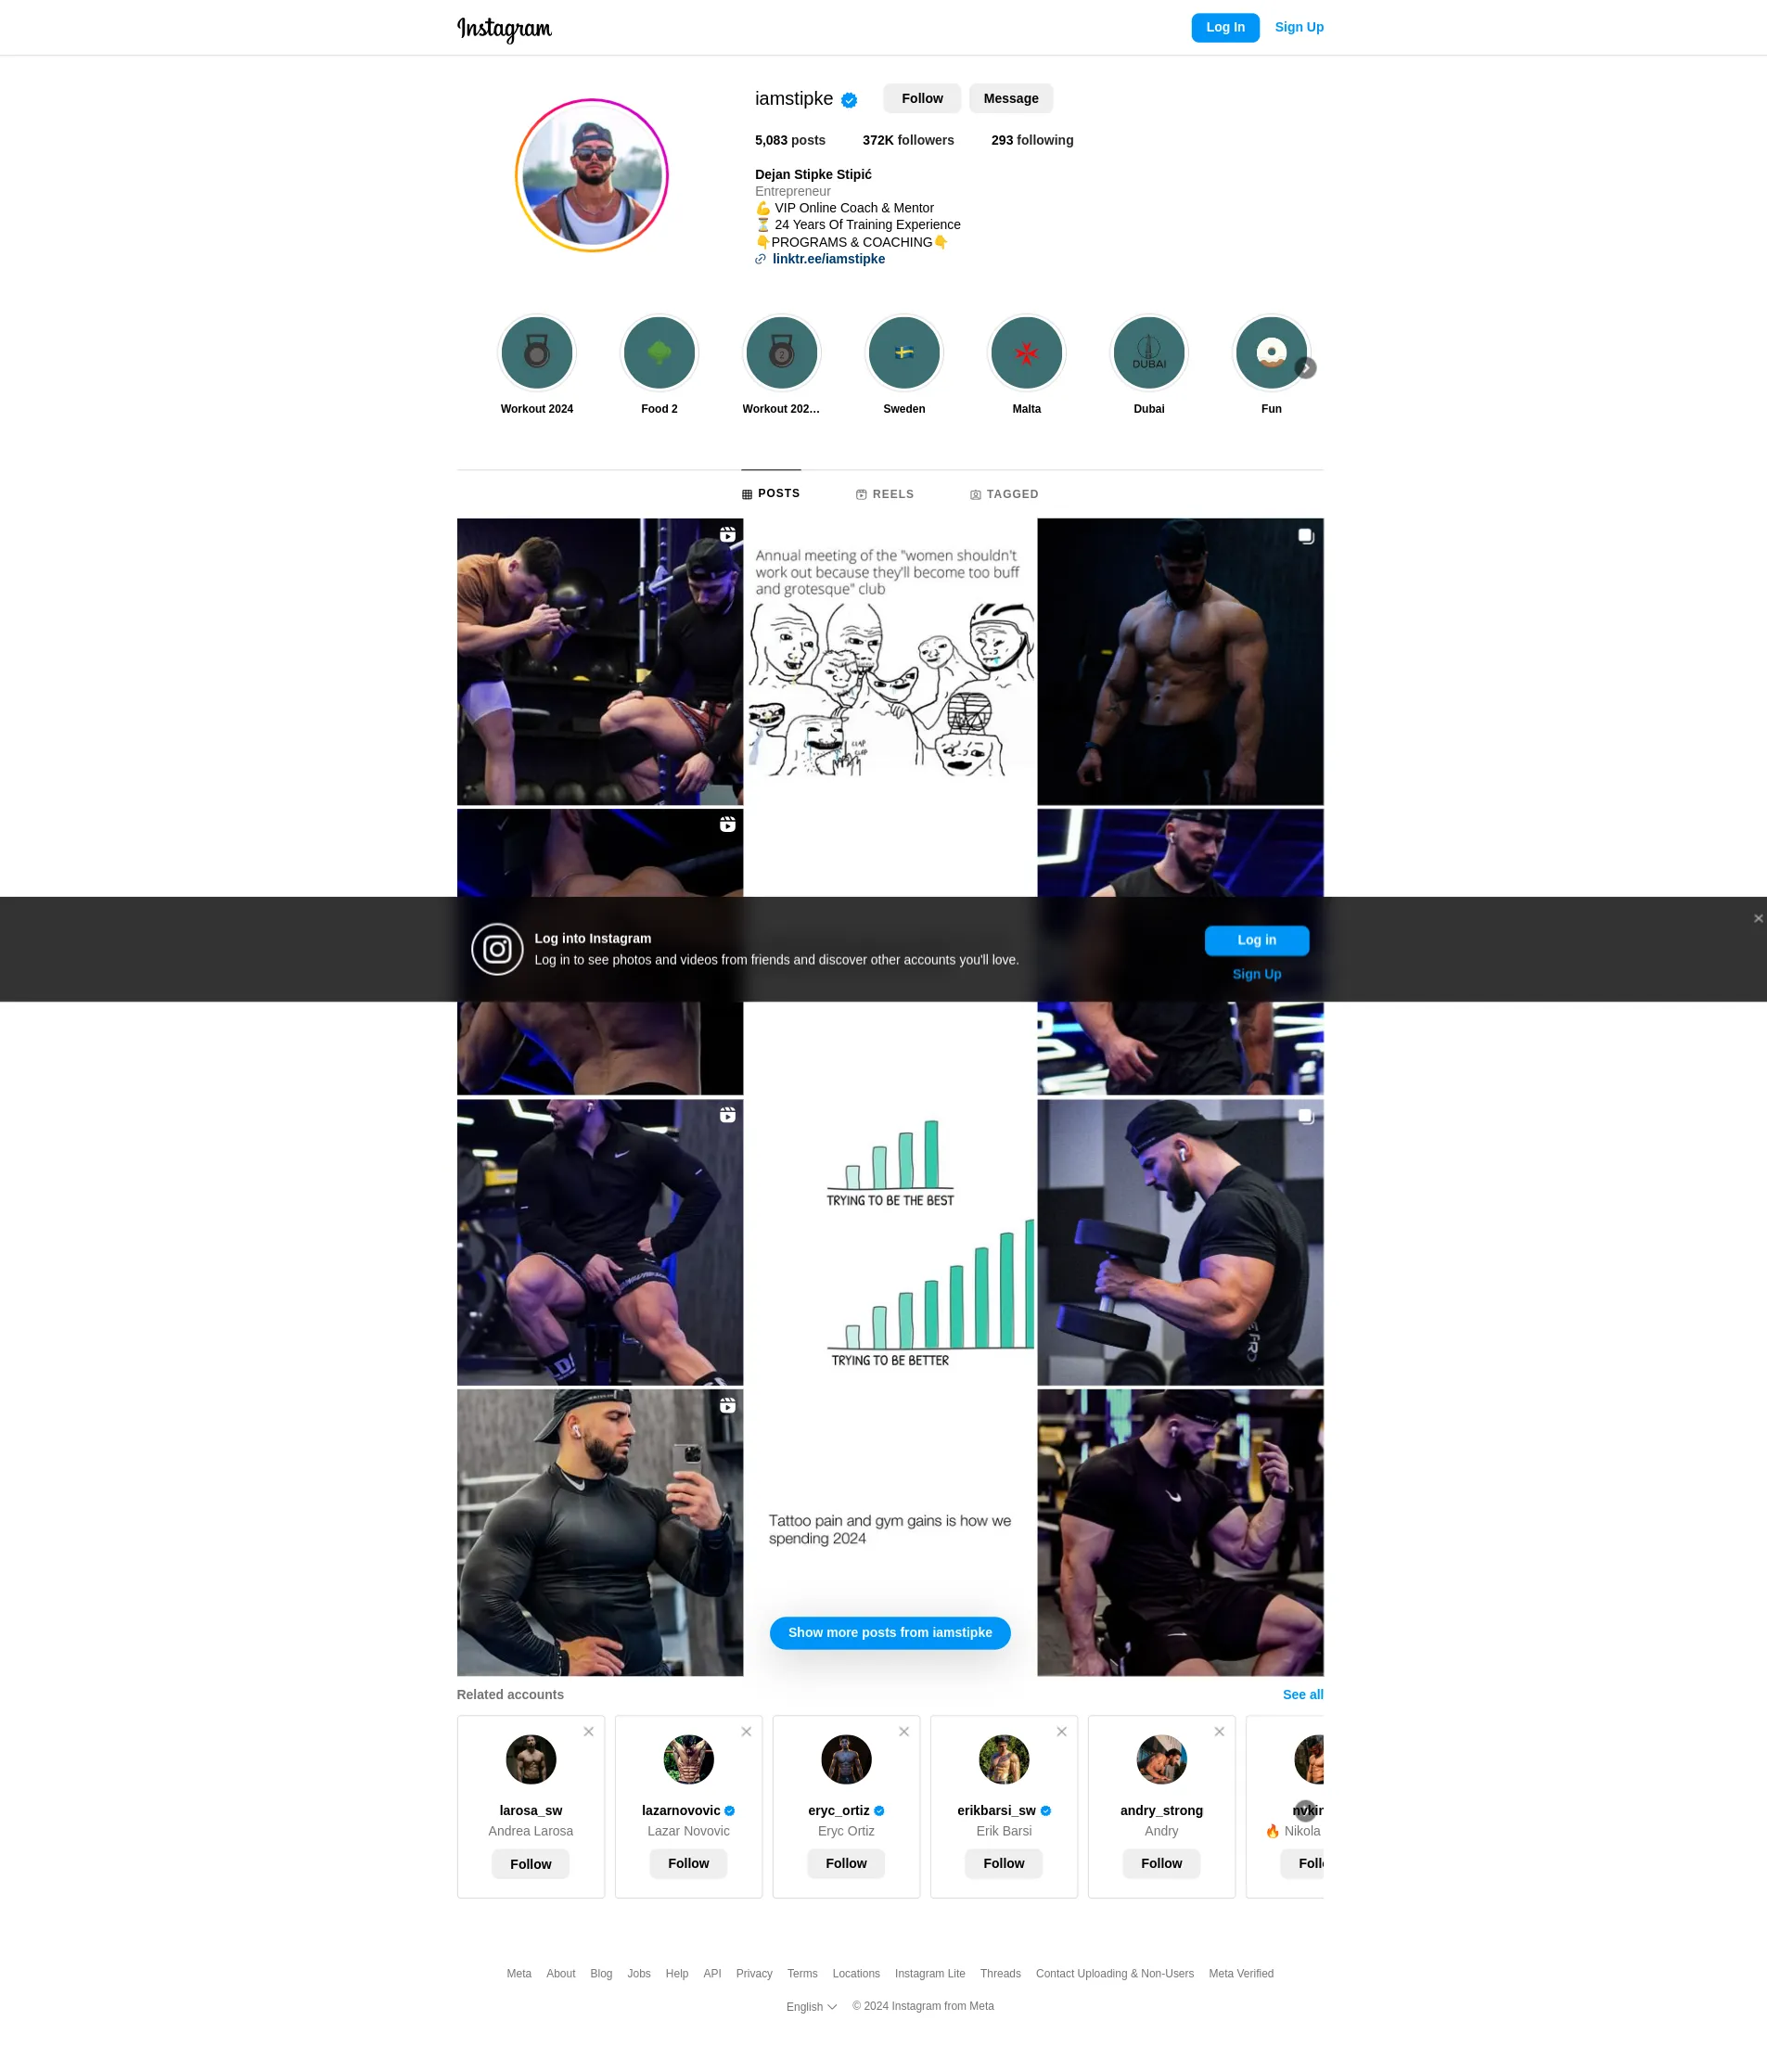 Instagram
Log In
Sign Up
iamstipke
Follow
Message
5,083 posts
372K followers
293 following
Dejan Stipke Stipić
Entrepreneur
💪 VIP Online Coach & Mentor
⏳ 24 Years Of Training Experience
👇PROGRAMS & COACHING👇
linktr.ee/iamstipke
2
DUBAI
Workout 2024
Food 2
Workout 202...
Sweden
Malta
Dubai
Fun
POSTS
REELS
TAGGED
Annual meeting of the "women shouldn't
work out because they'll become too buff
and grotesque" club
CLAP
CLAP
Log into Instagram
Log in to see photos and videos from friends and discover other accounts you'll love.
Log in
Sign Up
TRYING TO BE THE BEST
TRYING TO BE BETTER
Tattoo pain and gym gains is how we
spending 2024
Show more posts from iamstipke
Related accounts
See all
larosa_sw
Andrea Larosa
Follow
lazarnovovic
Lazar Novovic
Follow
eryc_ortiz
Eryc Ortiz
Follow
erikbarsi_sw
Erik Barsi
Follow
andry_strong
Andry
Follow
🔥 Nikola
Meta
About
Blog
Jobs
Help
API
Privacy
Terms
Locations
Instagram Lite
Threads
Contact Uploading & Non-Users
Meta Verified
English
© 2024 Instagram from Meta